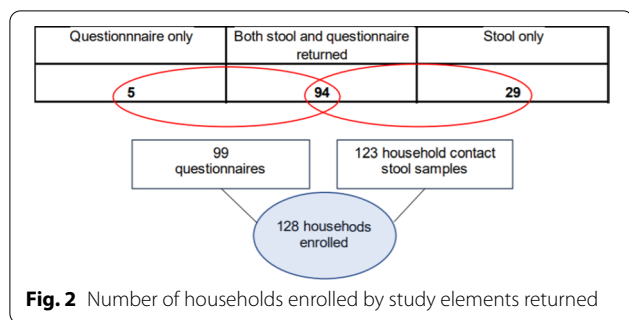 Questionnnaire only
Both stool and questionnaire
returned
Stool only
5
94
29
99
questionnaires
123 household contact
stool samples
128 househods
enrolled
Fig. 2 Number of households enrolled by study elements returned